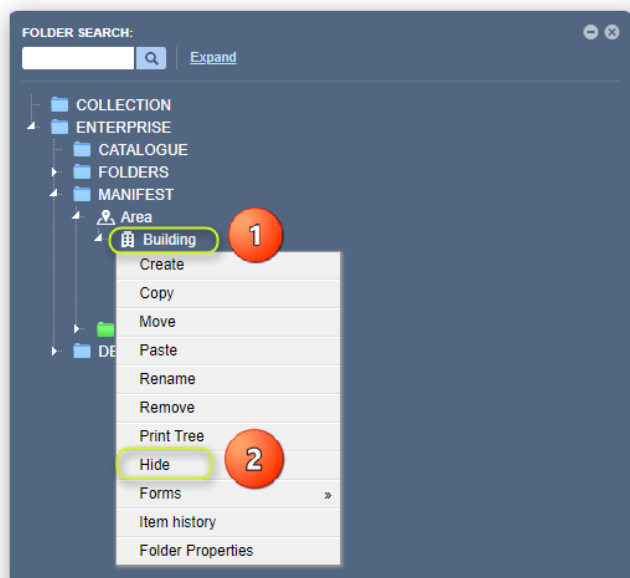 FOLDER SEARCH:
Expand
COLLECTION
ENTERPRISE
CATALOGUE
FOLDERS
MANIFEST
Area
Building
1
Create
Copy
Move
Paste
DE
Rename
Remove
Print Tree
Hide
2
Forms »
Item history
Folder Properties